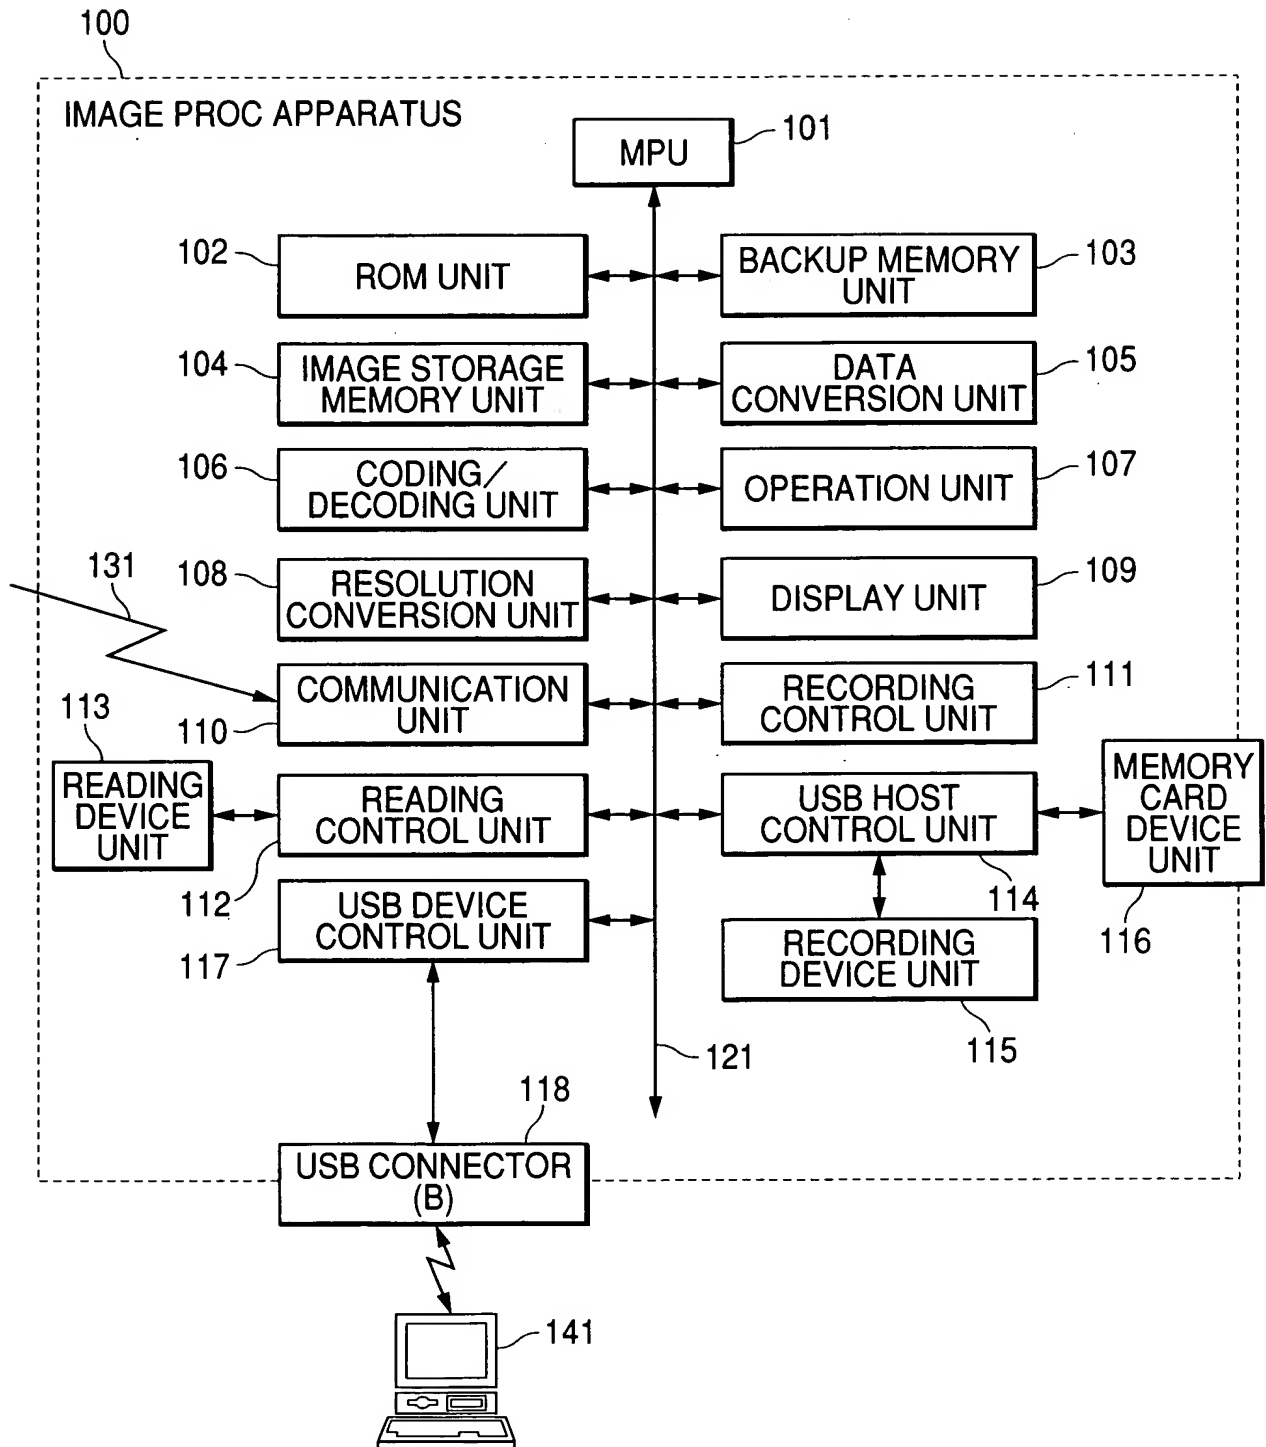 100
IMAGE PROC APPARATUS
MPU
101
102
ROM UNIT
BACKUP MEMORY
UNIT
103
104
IMAGE STORAGE
MEMORY UNIT
DATA
CONVERSION UNIT
105
106
CODING/
DECODING UNIT
OPERATION UNIT
107
131
108
RESOLUTION
CONVERSION UNIT
DISPLAY UNIT
109
113
110
COMMUNICATION
UNIT
RECORDING
CONTROL UNIT
111
READING
DEVICE
UNIT
READING
CONTROL UNIT
112
USB HOST
CONTROL UNIT
114
MEMORY
CARD
DEVICE
UNIT
116
USB DEVICE
CONTROL UNIT
117
RECORDING
DEVICE UNIT
115
121
118
USB CONNECTOR
(B)
141